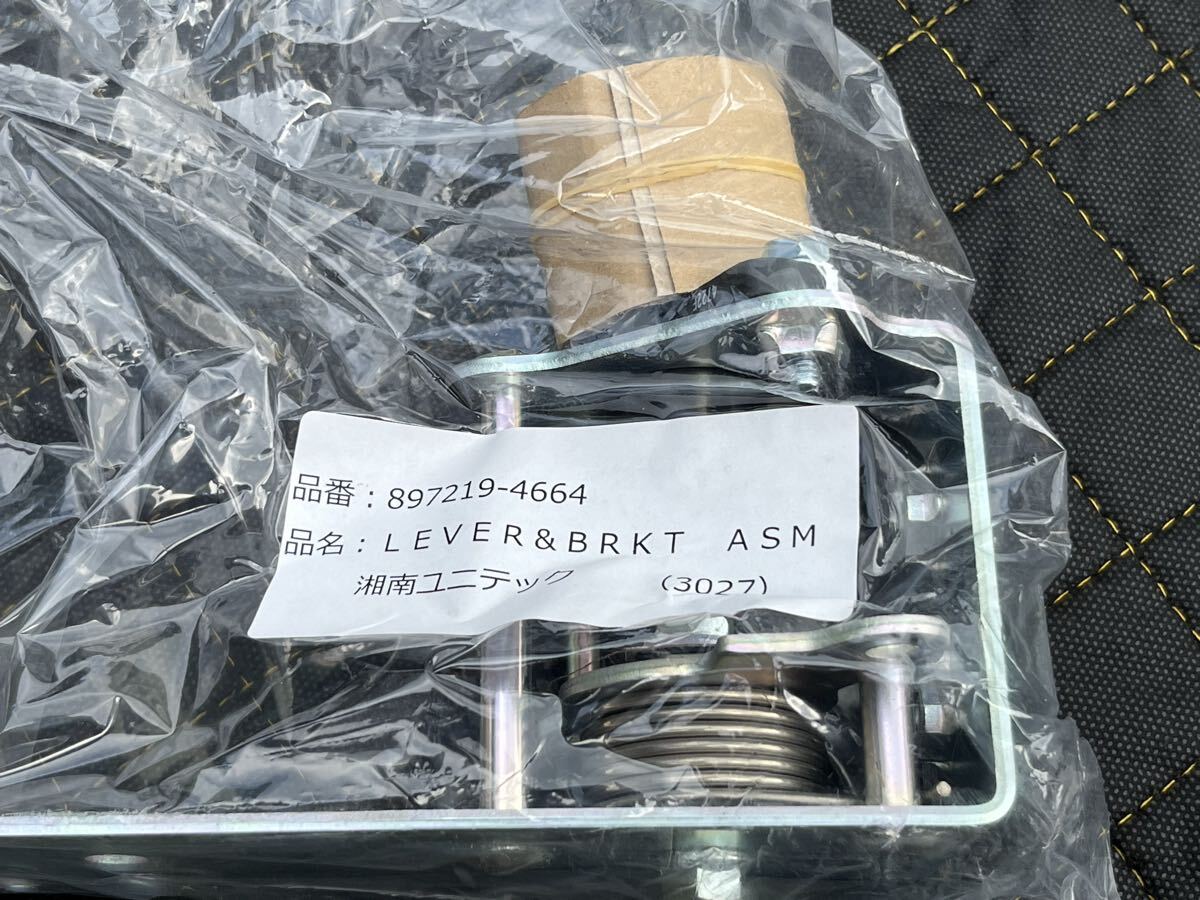 品番：897219-4664
品名：ＬＥＶＥＲ＆ＢＲＫＴ　ＡＳＭ
湘南ユニテック　　　（3027）